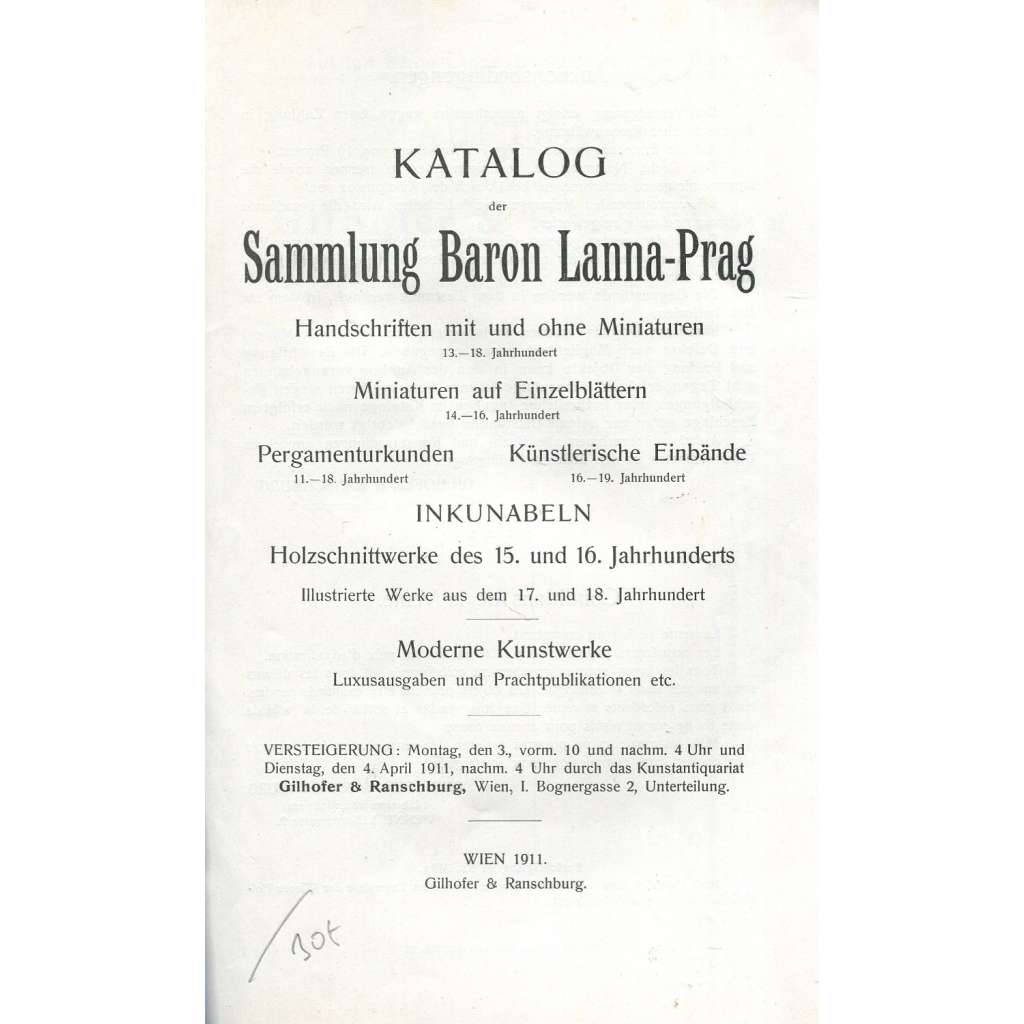 KATALOG
der
Sammlung Baron Lanna-Prag
Handschriften mit und ohne Miniaturen
13.—18. Jahrhundert
Miniaturen auf Einzelblättern
14.—16. Jahrhundert
Pergamenturkunden
11.—18. Jahrhundert
Künstlerische Einbände
16.—19. Jahrhundert
INKUNABELN
Holzschnittwerke des 15. und 16. Jahrhunderts
Illustrierte Werke aus dem 17. und 18. Jahrhundert
Moderne Kunstwerke
Luxusausgaben und Prachtpublikationen etc.
VERSTEIGERUNG: Montag, den 3., vorm. 10 und nachm. 4 Uhr und
Dienstag, den 4. April 1911, nachm. 4 Uhr durch das Kunstantiquariat
Gilhofer & Ranschburg, Wien, I. Bognergasse 2, Unterteilung.
WIEN 1911.
Gilhofer & Ranschburg.